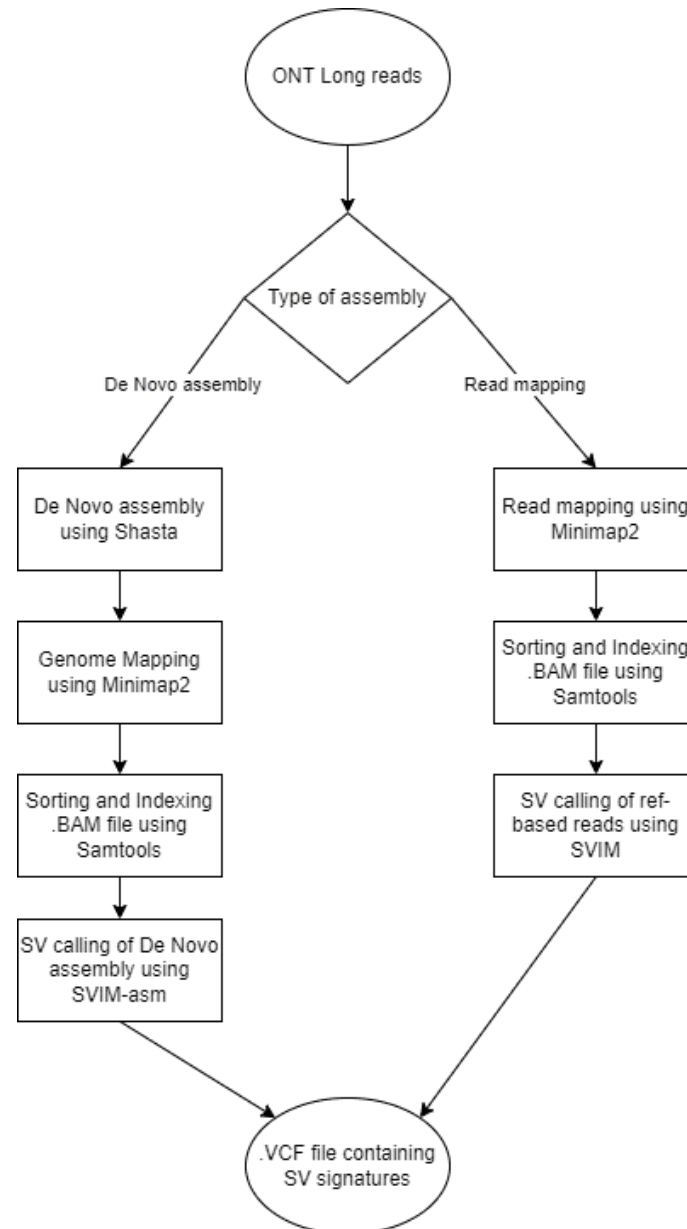 ONT Long reads
Type of assembly
De Novo assembly
Read mapping
De Novo assembly
using Shasta
Read mapping using
Minimap2
Genome Mapping
using Minimap2
Sorting and Indexing
.BAM file using
Samtools
Sorting and Indexing
.BAM file using
Samtools
SV calling of ref-
based reads using
SVIM
SV calling of De Novo
assembly using
SVIM-asm
.VCF file containing
SV signatures